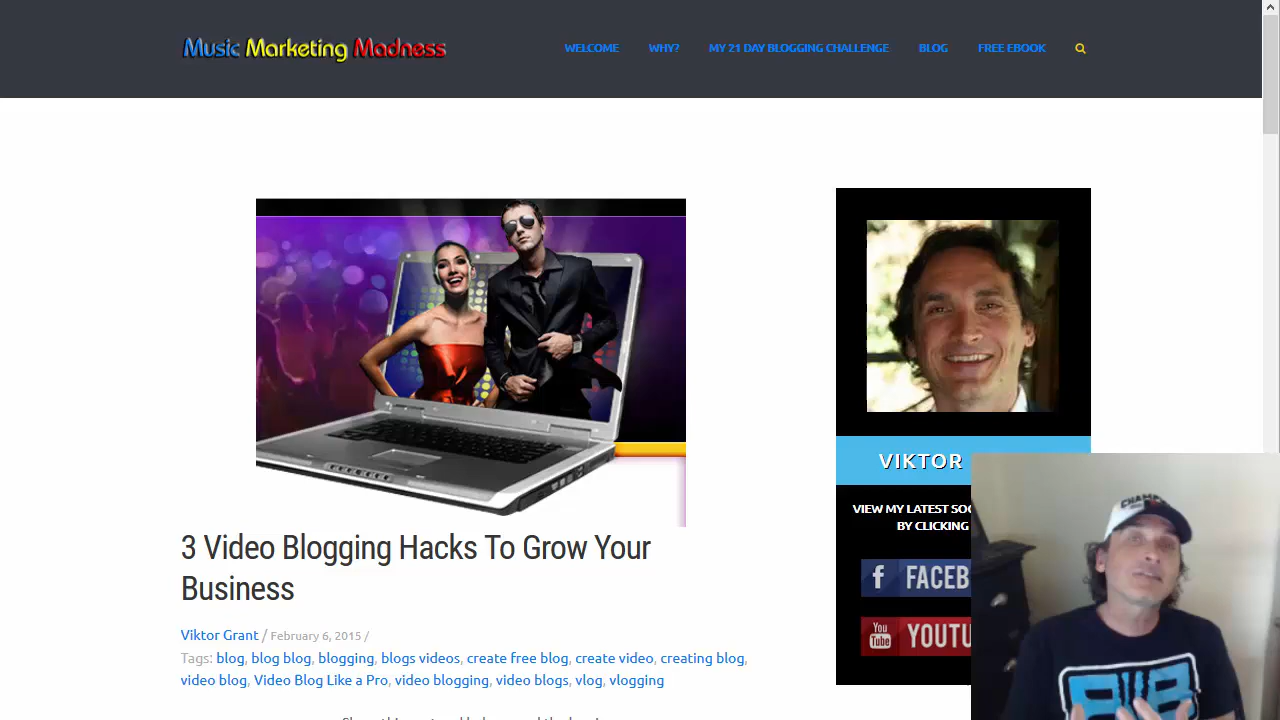 Music Marketing Madness
WELCOME WHY? MY 21 DAY BLOGGING CHALLENGE BLOG FREE EBOOK
VIKTOR
VIEW MY LATEST
BY CLICKING
f
You Tube
3 Video Blogging Hacks To Grow Your
Business
Viktor Grant / February 6, 2015 /
Tags: blog, blog blog, blogging, blogs videos, create free blog, create video, creating blog,
video blog, Video Blog Like a Pro, video blogging, video blogs, vlog, vlogging